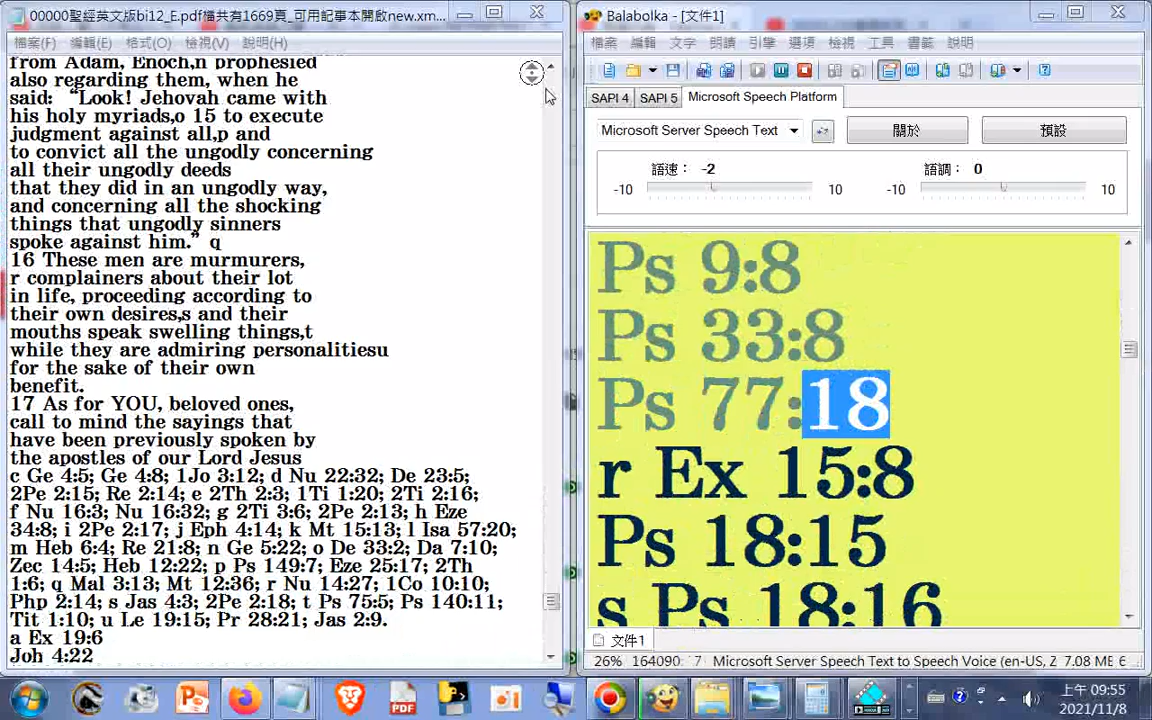 00000聖經英文版bi12_E.pdf檔共有1669頁_可用記事本開啟new.xm...
檔案(F) 編輯(E) 格式(O) 檢視(V) 說明(H)
from Adam, Enoch,n prophesied
also regarding them, when he
said: “Look! Jehovah came with
his holy myriads,o 15 to execute
judgment against all,p and
to convict all the ungodly concerning
all their ungodly deeds
that they did in an ungodly way,
and concerning all the shocking
things that ungodly sinners
spoke against him.” q
16 These men are murmurers,
r complainers about their lot
in life, proceeding according to
their own desires,s and their
mouths speak swelling things,t
while they are admiring personalitiesu
for the sake of their own
benefit.
17 As for YOU, beloved ones,
call to mind the sayings that
have been previously spoken by
the apostles of our Lord Jesus
c Ge 4:5; Ge 4:8; 1Jo 3:12; d Nu 22:32; De 23:5;
2Pe 2:15; Re 2:14; e 2Th 2:3; 1Ti 1:20; 2Ti 2:16;
f Nu 16:3; Nu 16:32; g 2Ti 3:6; 2Pe 2:13; h Eze
34:8; i 2Pe 2:17; j Eph 4:14; k Mt 15:13; l Isa 57:20;
m Heb 6:4; Re 21:8; n Ge 5:22; o De 33:2; Da 7:10;
Zec 14:5; Heb 12:22; p Ps 149:7; Eze 25:17; 2Th
1:6; q Mal 3:13; Mt 12:36; r Nu 14:27; 1Co 10:10;
Php 2:14; s Jas 4:3; 2Pe 2:18; t Ps 75:5; Ps 140:11;
Tit 1:10; u Le 19:15; Pr 28:21; Jas 2:9.
a Ex 19:6
Joh 4:22
Balabolka - [文件1]
檔案 編輯 文字 朗讀 引擎 選項 檢視 工具 書籤 說明
SAPI 4 SAPI 5 Microsoft Speech Platform
Microsoft Server Speech Text 關於 預設
語速： -2 語調： 0
-10 10 -10 10
Ps 9:8
Ps 33:8
Ps 77:18
r Ex 15:8
Ps 18:15
s Ps 18:16
文件1
26% 164090: 7 Microsoft Server Speech Text to Speech Voice (en-US, Z 7.08 MB 6
上午 09:55
2021/11/8